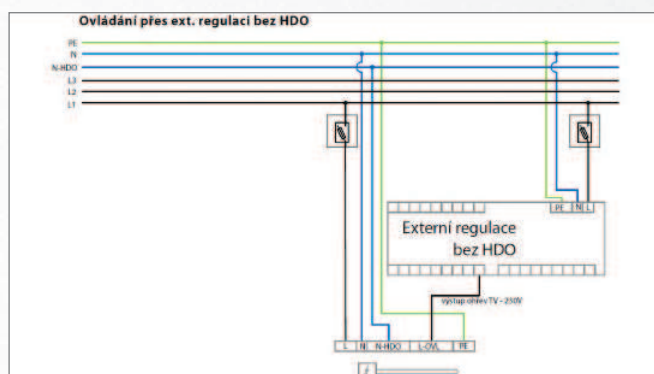 Ovládání přes ext. regulaci bez HDO
PE
N
N-HDO
L3
L2
L1
PE N L
Externí regulace
bez HDO
výstup ohřev TV - 230V
L N N-HDO L-OVL PE